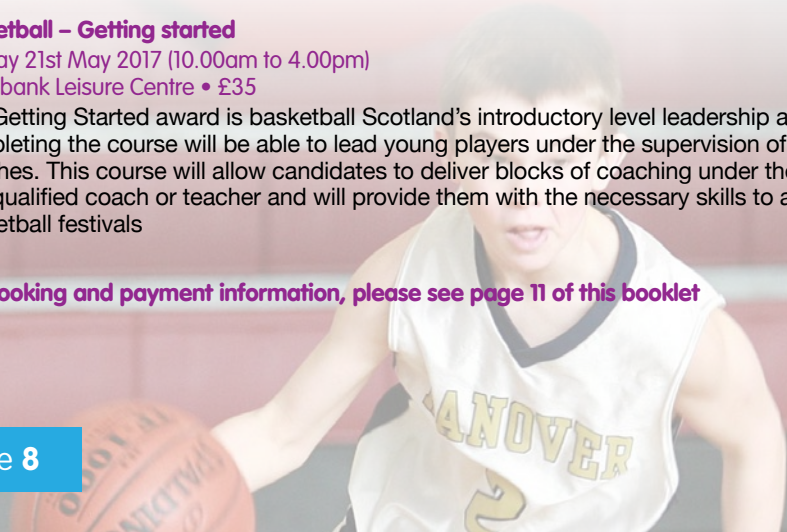 etball – Getting started
ay 21st May 2017 (10.00am to 4.00pm)
bank Leisure Centre • £35
Getting Started award is basketball Scotland's introductory level leadership a
pleting the course will be able to lead young players under the supervision of
hes. This course will allow candidates to deliver blocks of coaching under the
qualified coach or teacher and will provide them with the necessary skills to a
etball festivals
ooking and payment information, please see page 11 of this booklet
ANOVER
2
TF 1000
SPALDING
e 8